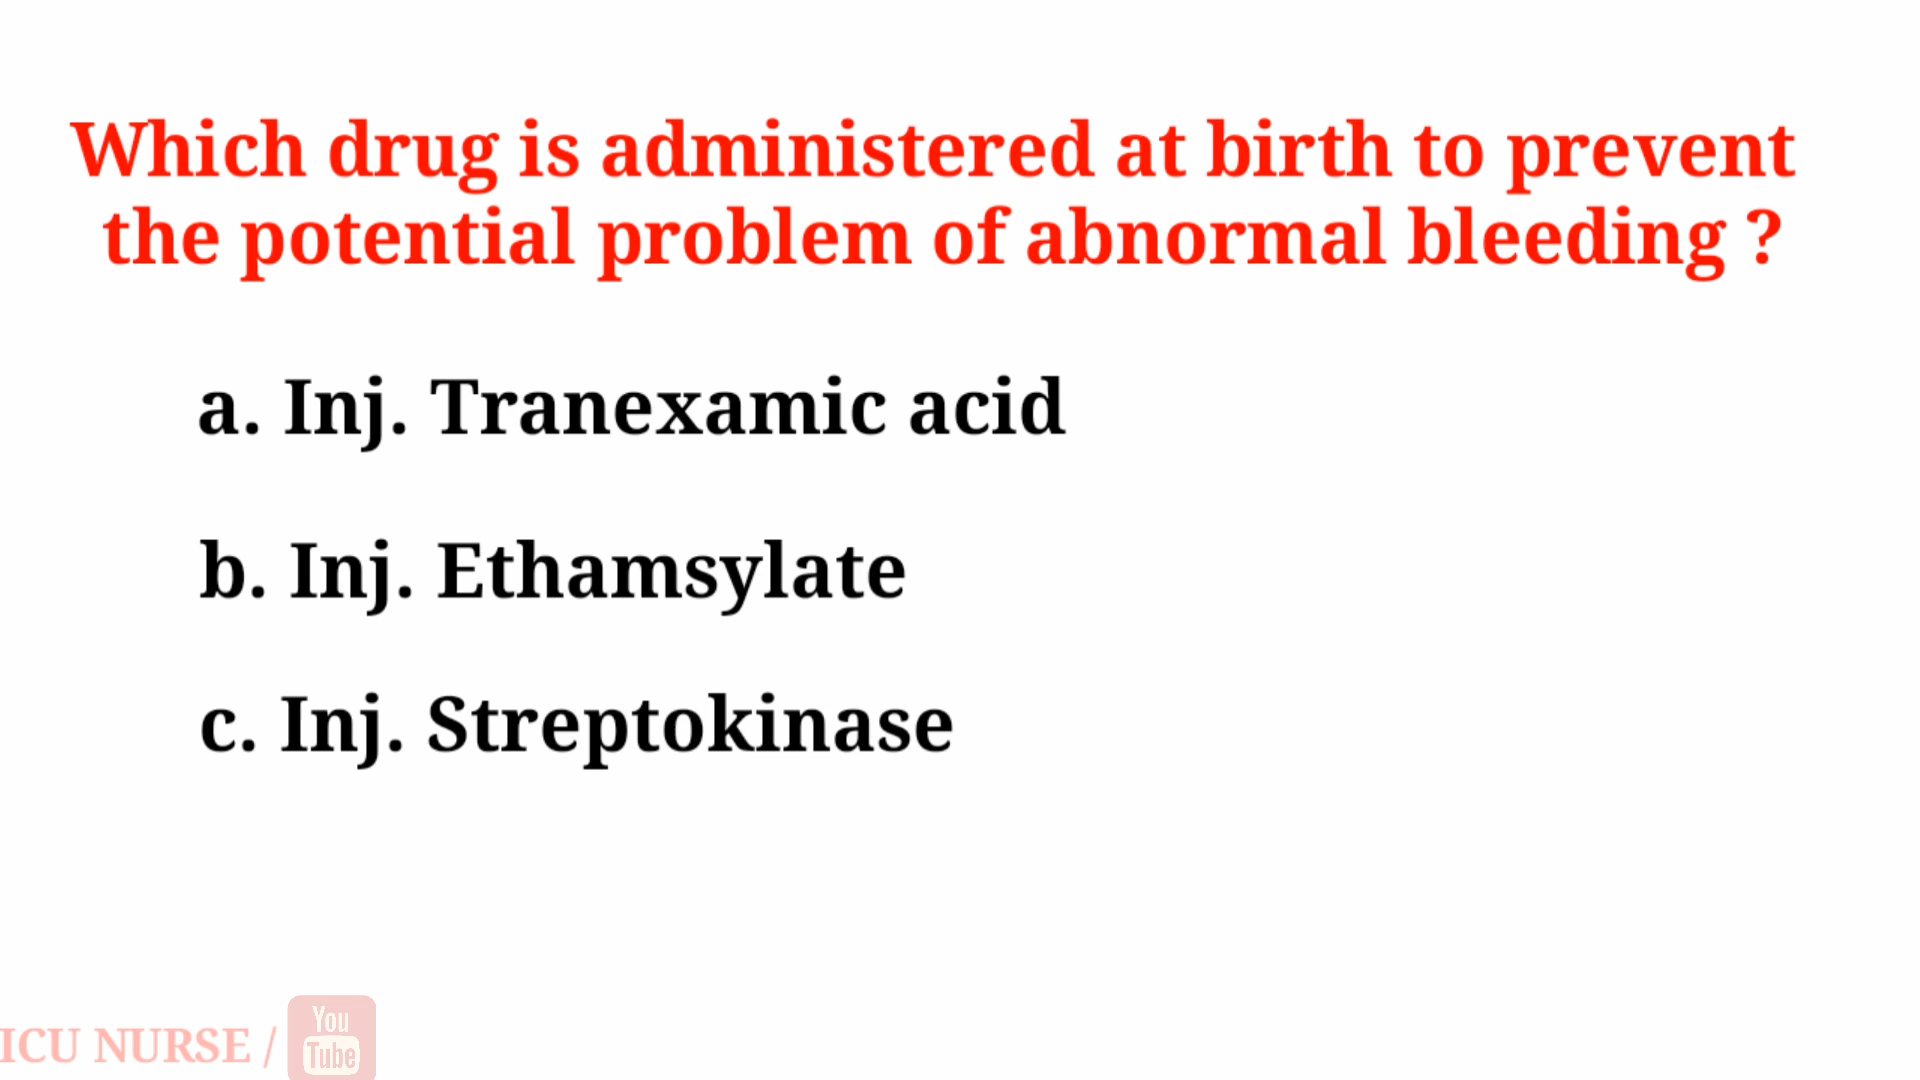 Which drug is administered at birth to prevent
the potential problem of abnormal bleeding ?
a. Inj. Tranexamic acid
b. Inj. Ethamsylate
c. Inj. Streptokinase
ICU NURSE / You
Tube